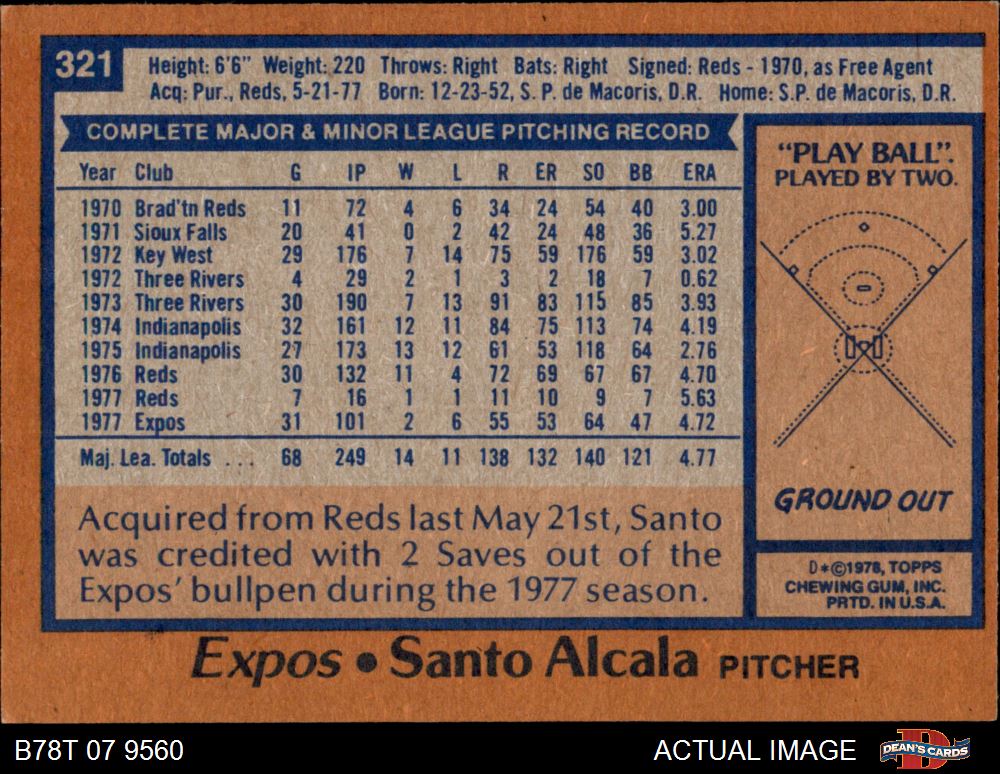 321
Height: 6'6" Weight: 220 Throws: Right Bats: Right Signed: Reds - 1970, as Free Agent
Acq: Pur., Reds, 5-21-77 Born: 12-23-52, S. P. de Macoris, D.R. Home: S.P. de Macoris, D.R.
COMPLETE MAJOR & MINOR LEAGUE PITCHING RECORD
Year Club G IP W L R ER SO BB ERA
1970 Brad'tn Reds 11 72 4 6 34 24 54 40 3.00
1971 Sioux Falls 20 41 0 2 42 24 48 36 5.27
1972 Key West 29 176 7 14 75 59 176 59 3.02
1972 Three Rivers 4 29 2 1 3 2 18 7 0.62
1973 Three Rivers 30 190 7 13 91 83 115 85 3.93
1974 Indianapolis 32 161 12 11 84 75 113 74 4.19
1975 Indianapolis 27 173 13 12 61 53 118 64 2.76
1976 Reds 30 132 11 4 72 69 67 67 4.70
1977 Reds 7 16 1 1 11 10 9 7 5.63
1977 Expos 31 101 2 6 55 53 64 47 4.72
Maj. Lea. Totals ... 68 249 14 11 138 132 140 121 4.77
Acquired from Reds last May 21st, Santo
was credited with 2 Saves out of the
Expos' bullpen during the 1977 season.
"PLAY BALL".
PLAYED BY TWO.
GROUND OUT
D*©1978, TOPPS
CHEWING GUM, INC.
PRTD. IN U.S.A.
Expos • Santo Alcala PITCHER
B78T 07 9560
ACTUAL IMAGE
D
DEAN'S CARDS